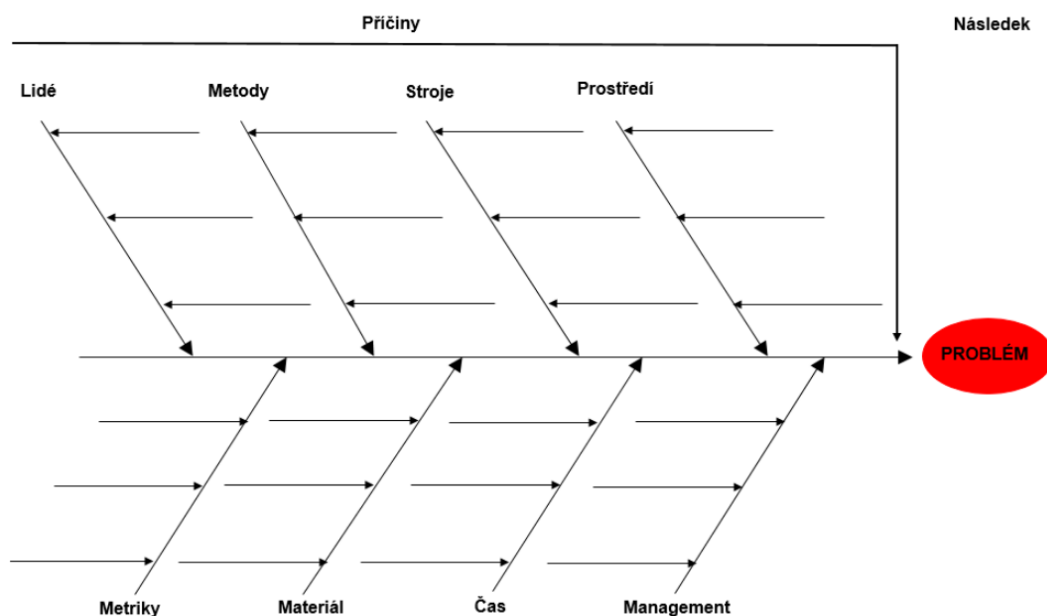 Příčiny
Následek
Lidé
Metody
Stroje
Prostředí
PROBLÉM
Metriky
Materiál
Čas
Management